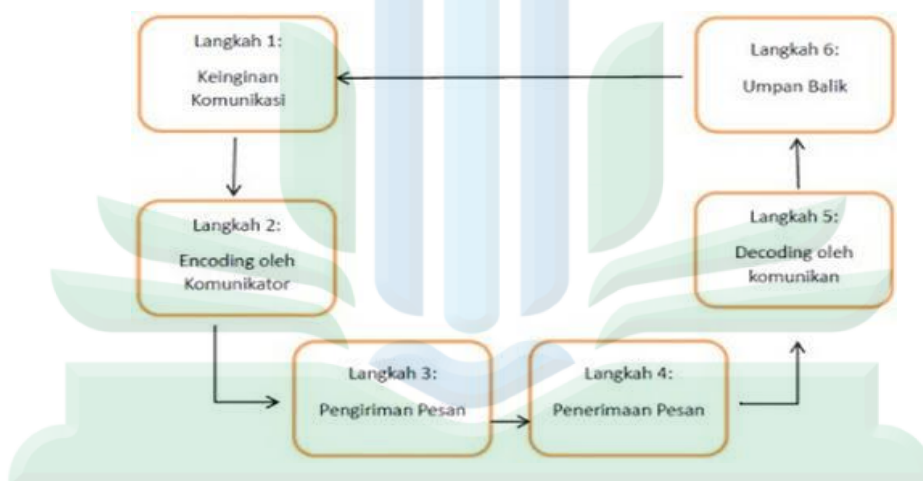 Langkah 1:
Keinginan
Komunikasi
Langkah 2:
Encoding oleh
Komunikator
Langkah 3:
Pengiriman Pesan
Langkah 4:
Penerimaan Pesan
Langkah 5:
Decoding oleh
komunikan
Langkah 6:
Umpan Balik